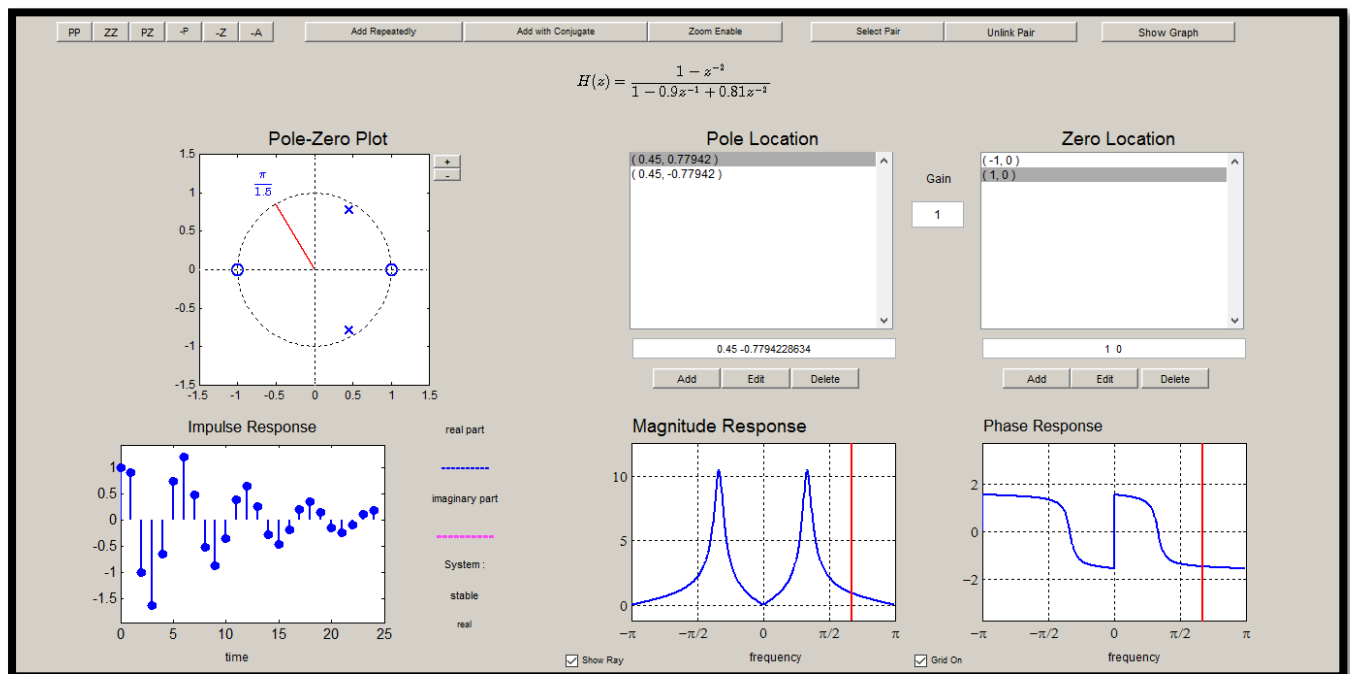 PP ZZ PZ -P -Z -A Add Repeatedly Add with Conjugate Zoom Enable Select Pair Unlink Pair Show Graph
H(z) = \frac{1 - z^{-2}}{1 - 0.9z^{-1} + 0.81z^{-2}}
Pole-Zero Plot
1.5
1
0.5
0
-0.5
-1
-1.5
-1.5 -1 -0.5 0 0.5 1 1.5
π
1.5
+
-
Pole Location
( 0.45, 0.77942 )
( 0.45, -0.77942 )
0.45 -0.7794228634
Add Edit Delete
Gain
1
Zero Location
( -1, 0 )
( 1, 0 )
1 0
Add Edit Delete
Impulse Response
1
0.5
0
-0.5
-1
-1.5
0 5 10 15 20 25
time
real part
imaginary part
System :
stable
real
Magnitude Response
10
5
0
−π −π/2 0 π/2 π
frequency
Show Ray
Phase Response
2
0
−2
−π −π/2 0 π/2 π
frequency
Grid On